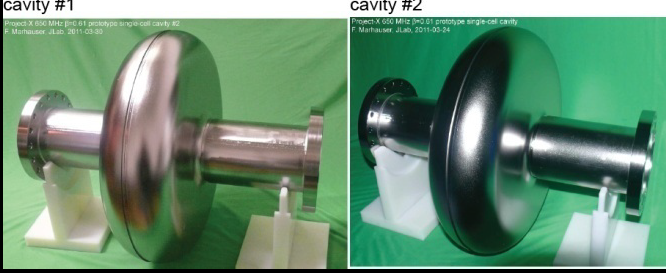 cavity #1
Project-X 650 MHz β=0.61 prototype single-cell cavity #2
F. Marhauser, JLab, 2011-03-30
cavity #2
Project-X 650 MHz β=0.61 prototype single-cell cavity
F. Marhauser, JLab, 2011-03-24